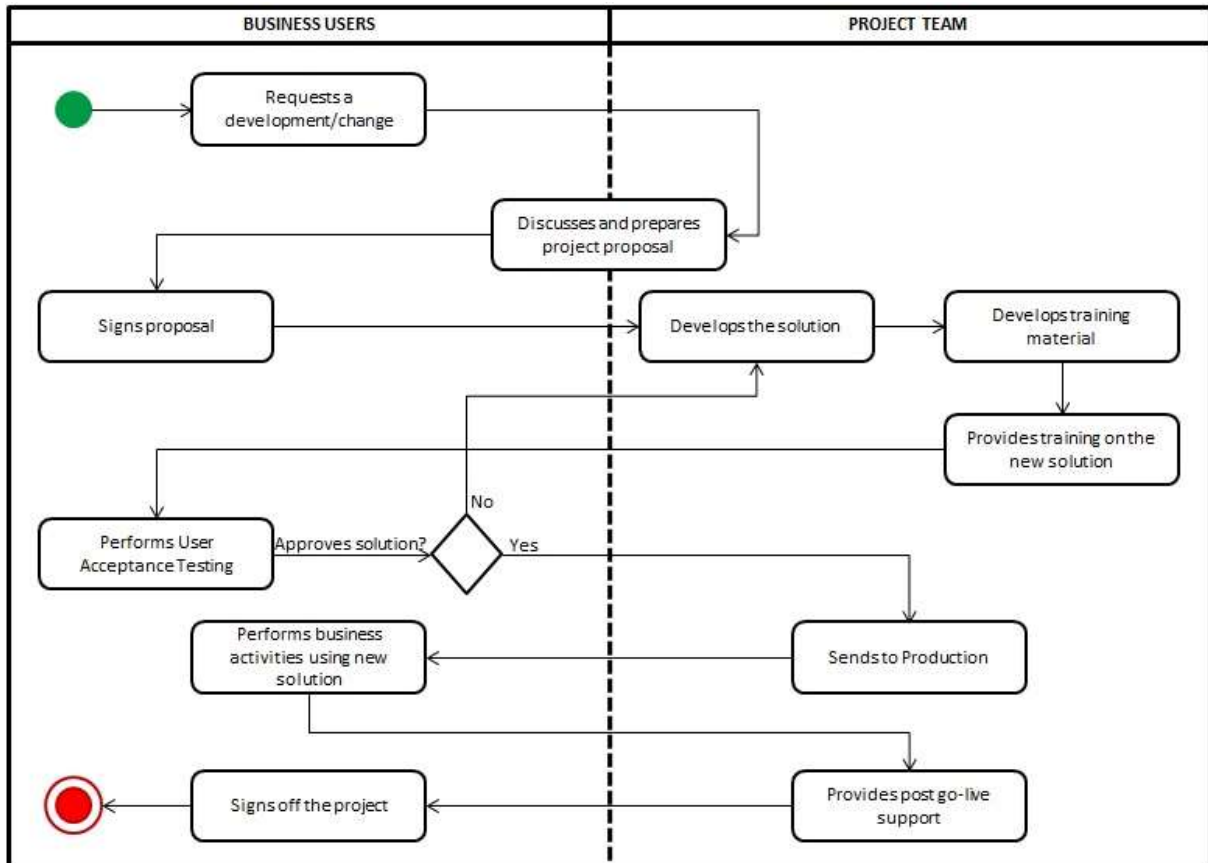 BUSINESS USERS
PROJECT TEAM
Requests a
development/change
Discusses and prepares
project proposal
Signs proposal
Develops the solution
Develops training
material
Provides training on the
new solution
No
Performs User
Acceptance Testing
Approves solution?
Yes
Performs business
activities using new
solution
Sends to Production
Signs off the project
Provides post go-live
support